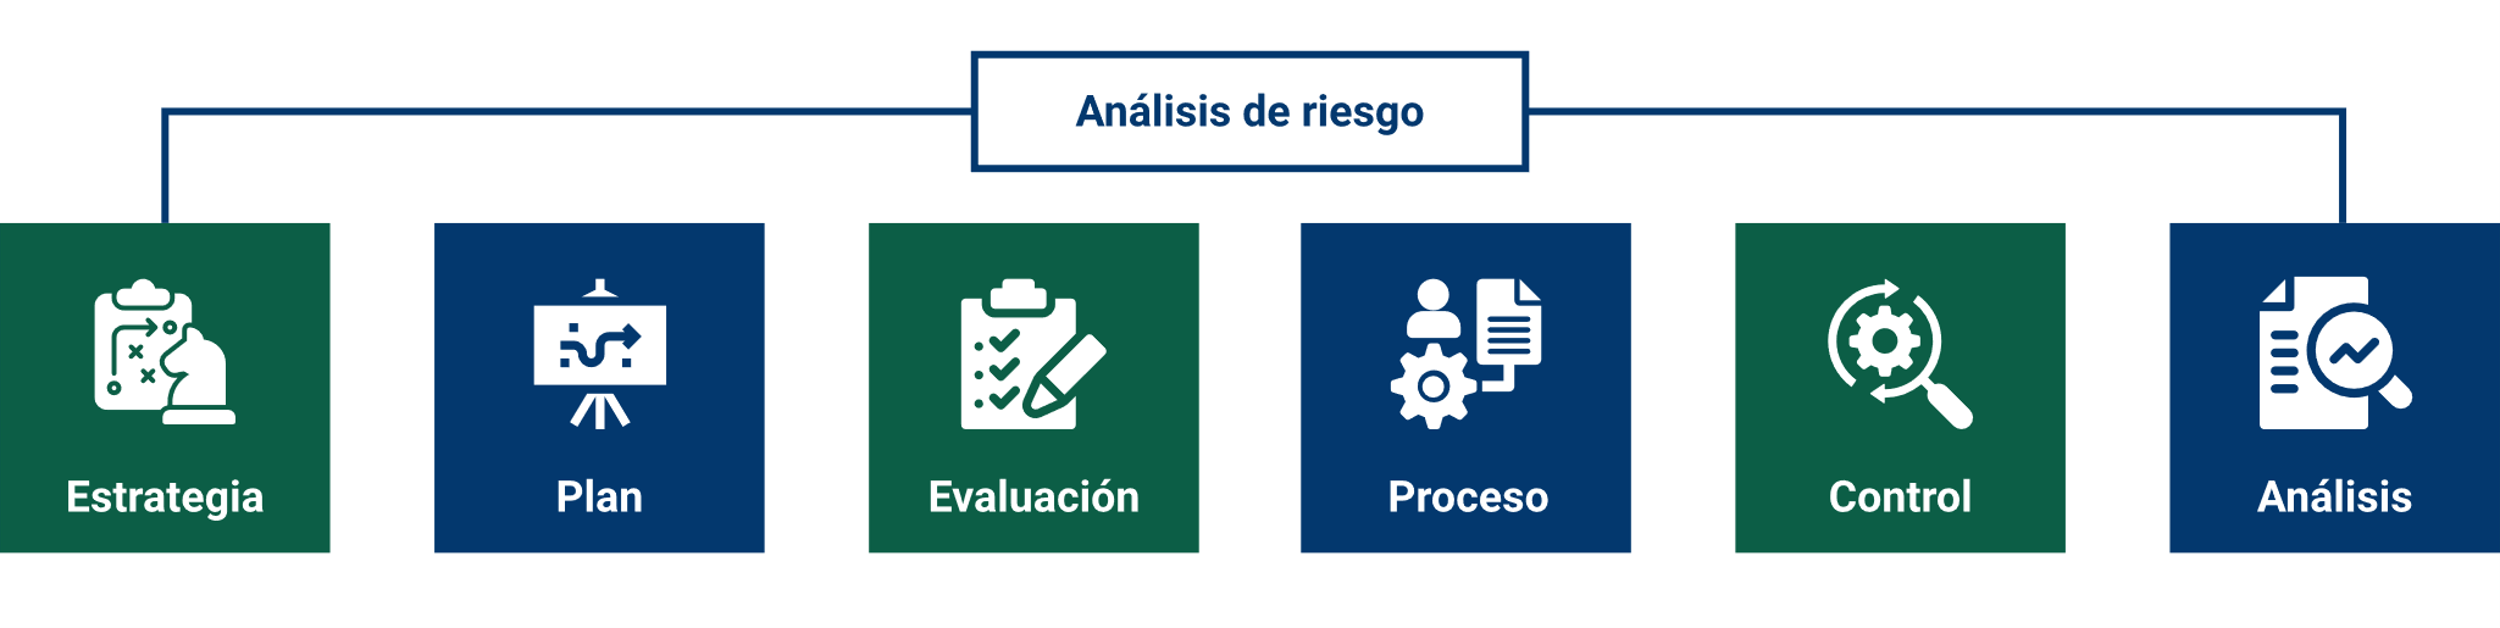 Análisis de riesgo
Estrategia
Plan
Evaluación
Proceso
Control
Análisis